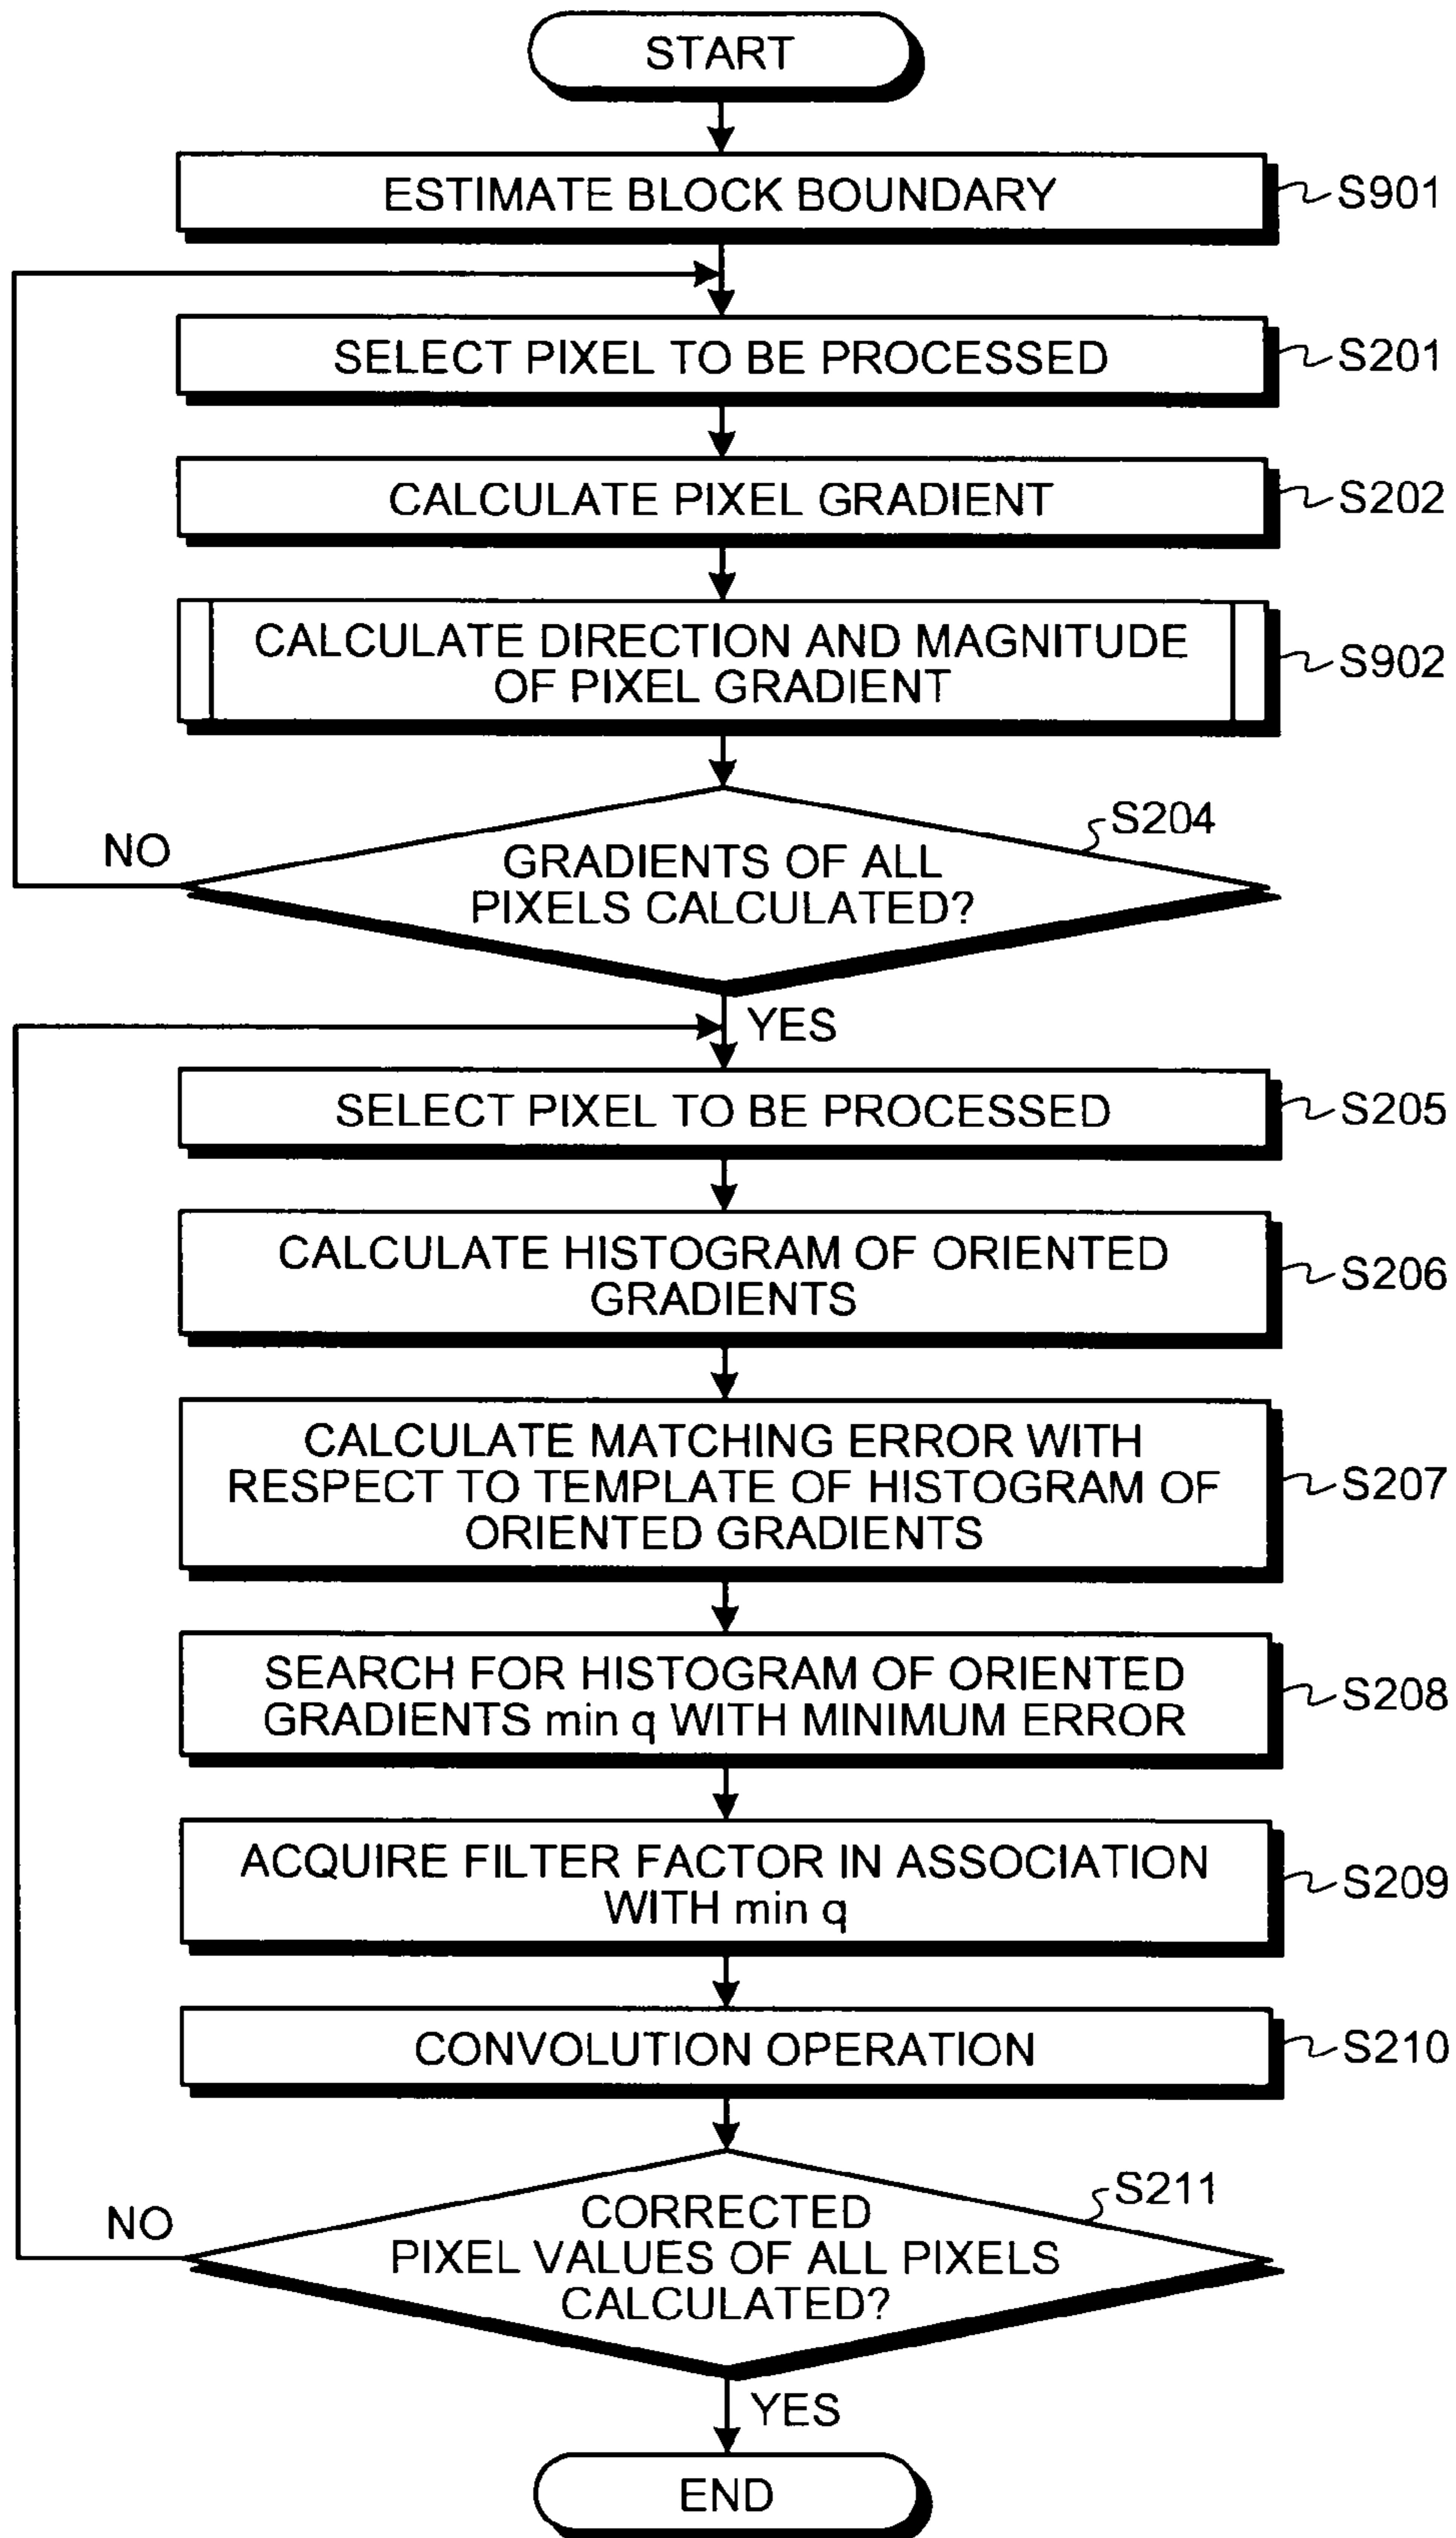 START
ESTIMATE BLOCK BOUNDARY
S901
SELECT PIXEL TO BE PROCESSED
S201
CALCULATE PIXEL GRADIENT
S202
CALCULATE DIRECTION AND MAGNITUDE
OF PIXEL GRADIENT
S902
S204
NO
GRADIENTS OF ALL
PIXELS CALCULATED?
YES
SELECT PIXEL TO BE PROCESSED
S205
CALCULATE HISTOGRAM OF ORIENTED
GRADIENTS
S206
CALCULATE MATCHING ERROR WITH
RESPECT TO TEMPLATE OF HISTOGRAM OF
ORIENTED GRADIENTS
S207
SEARCH FOR HISTOGRAM OF ORIENTED
GRADIENTS min q WITH MINIMUM ERROR
S208
ACQUIRE FILTER FACTOR IN ASSOCIATION
WITH min q
S209
CONVOLUTION OPERATION
S210
S211
NO
CORRECTED
PIXEL VALUES OF ALL PIXELS
CALCULATED?
YES
END